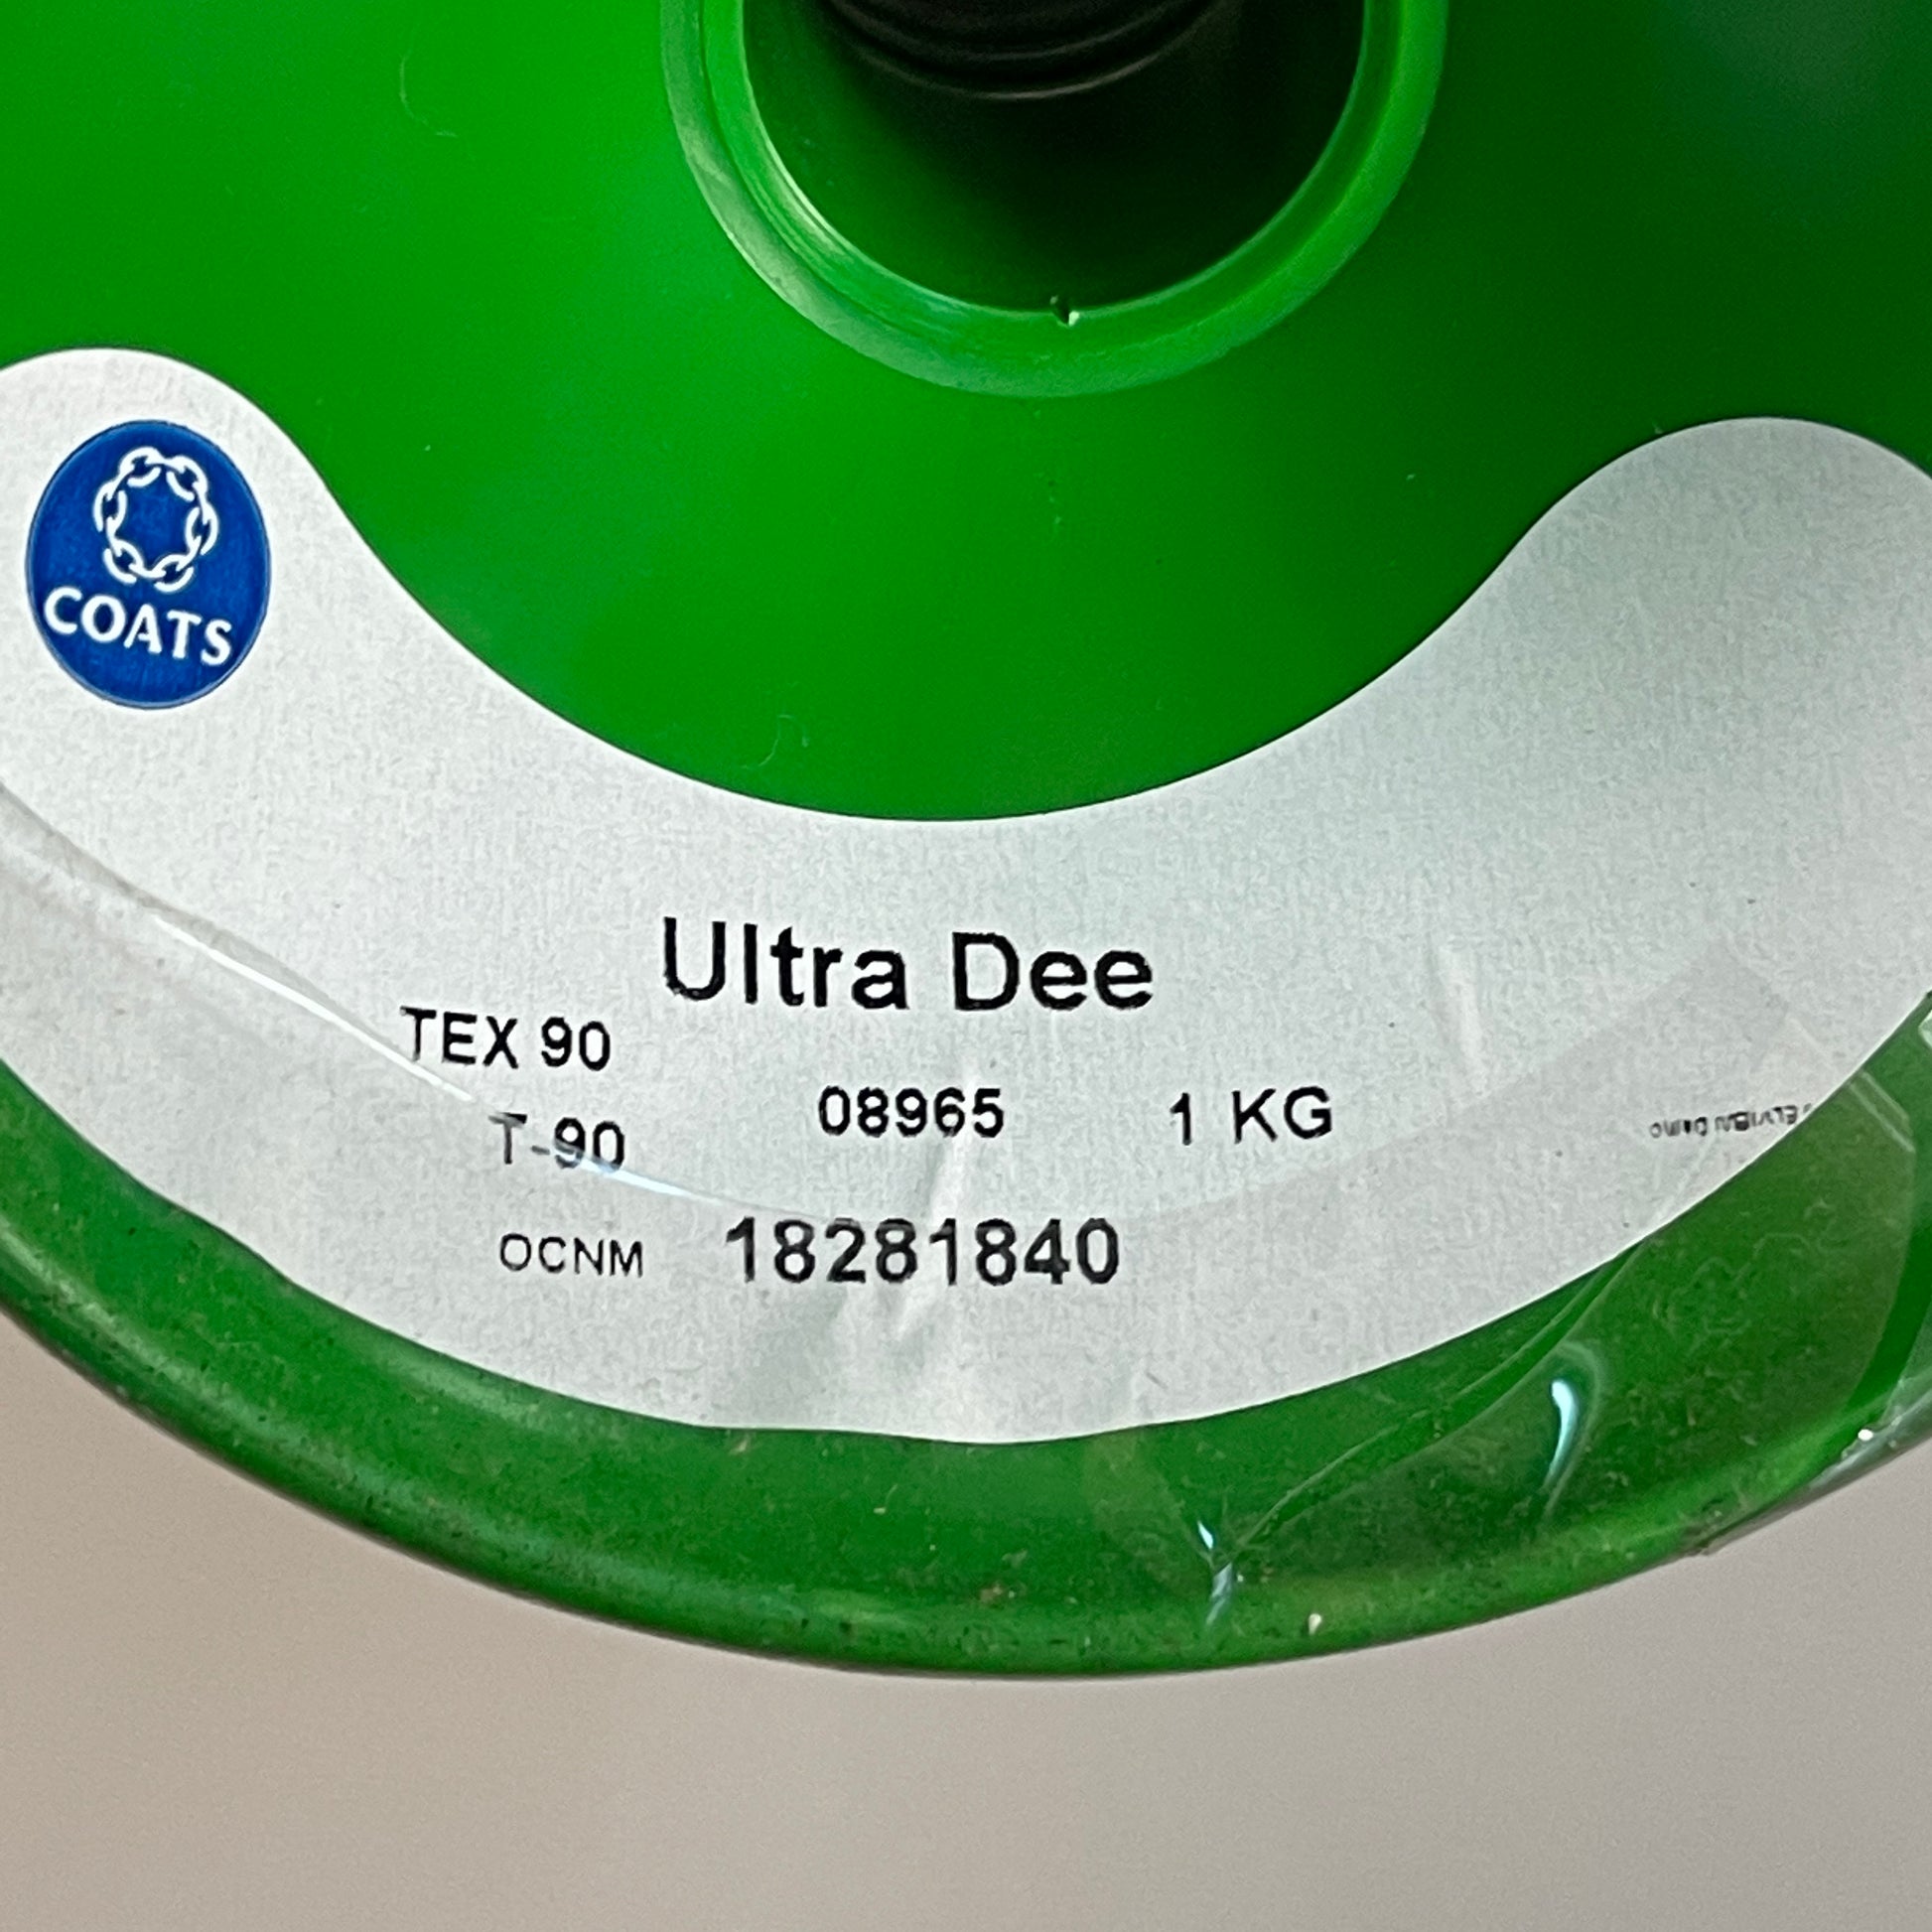 COATS
Ultra Dee
TEX 90
08965 1 KG
T-90
OCNM 18281840